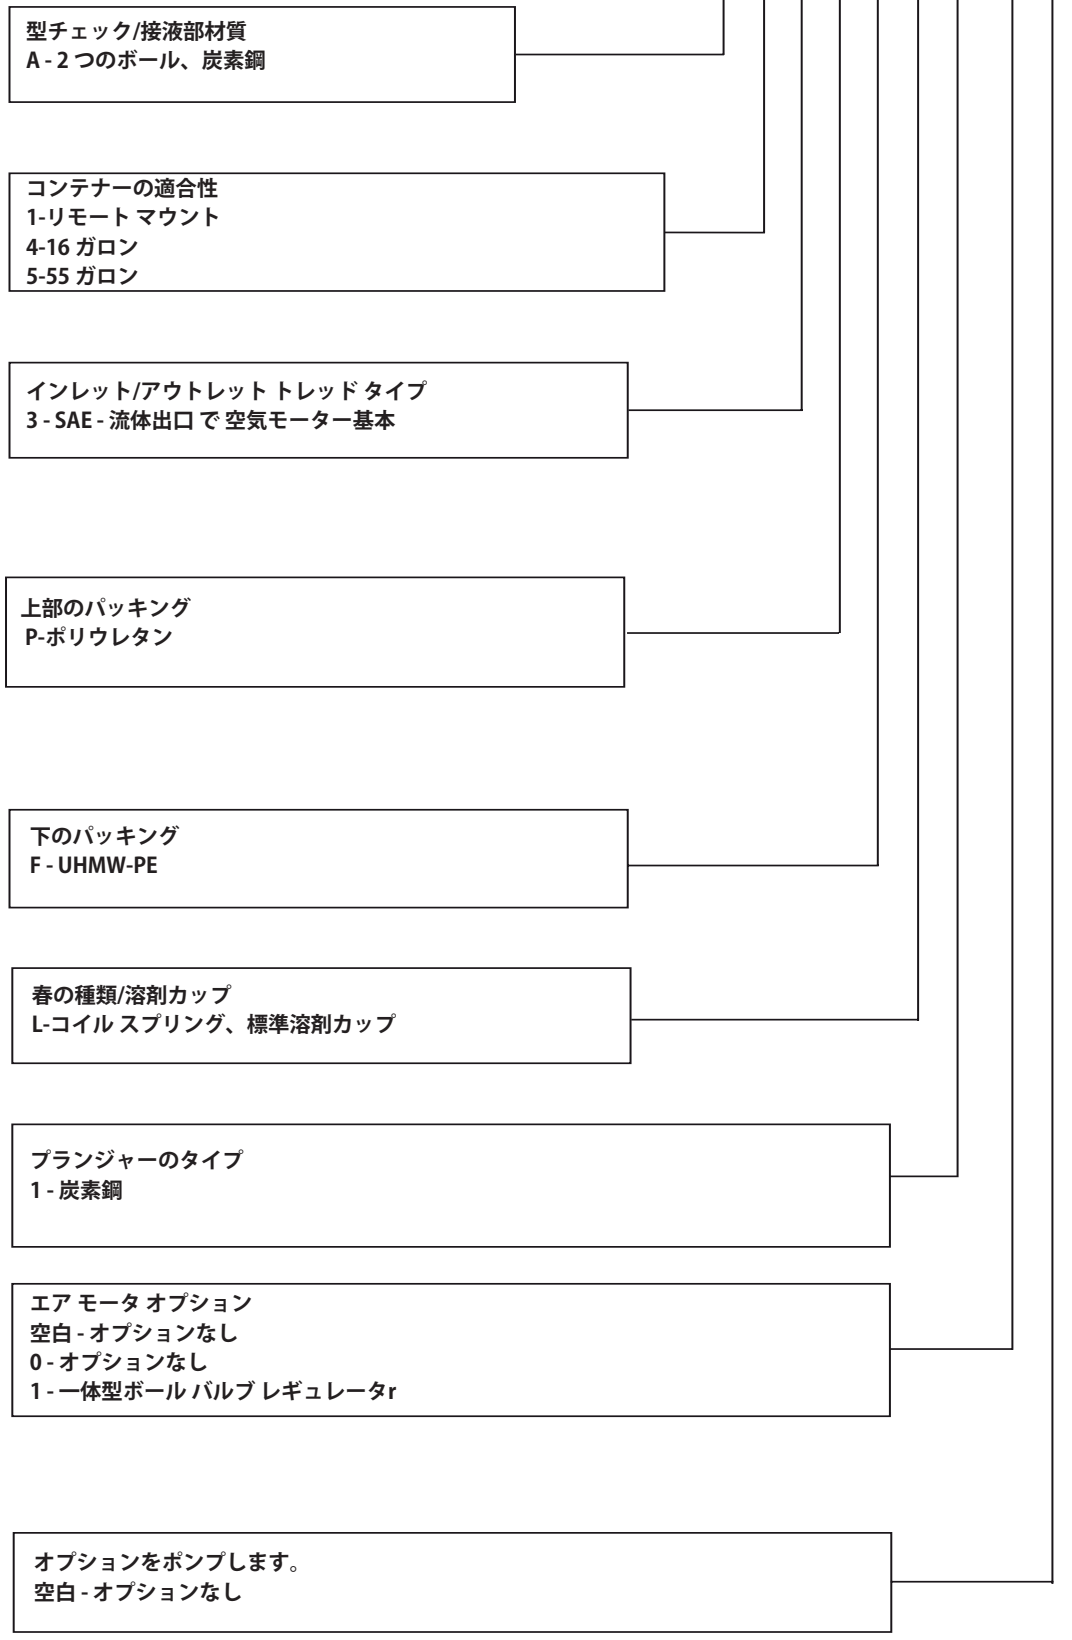 型チェック/接液部材質
A - 2 つのボール、炭素鋼
コンテナーの適合性
1-リモート マウント
4-16 ガロン
5-55 ガロン
インレット/アウトレット トレッド タイプ
3 - SAE - 流体出口 で 空気モーター基本
上部のパッキング
P-ポリウレタン
下のパッキング
F - UHMW-PE
春の種類/溶剤カップ
L-コイル スプリング、標準溶剤カップ
プランジャーのタイプ
1 - 炭素鋼
エア モータ オプション
空白 - オプションなし
0 - オプションなし
1 - 一体型ボール バルブ レギュレータr
オプションをポンプします。
空白 - オプションなし